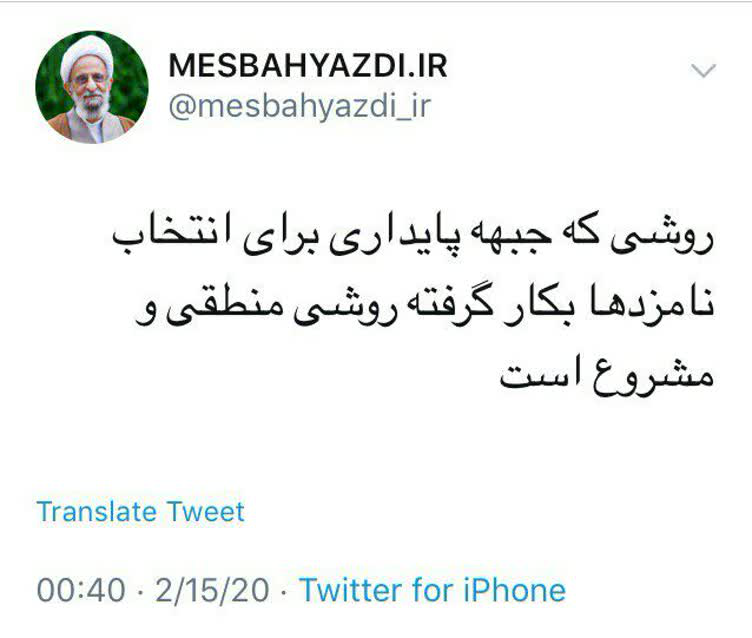 MESBAHYAZDI.IR
@mesbahyazdi_ir
روشی که جبهه پایداری برای انتخاب
نامزدها بکار گرفته روشی منطقی و
مشروع است
Translate Tweet
00:40 · 2/15/20 · Twitter for iPhone